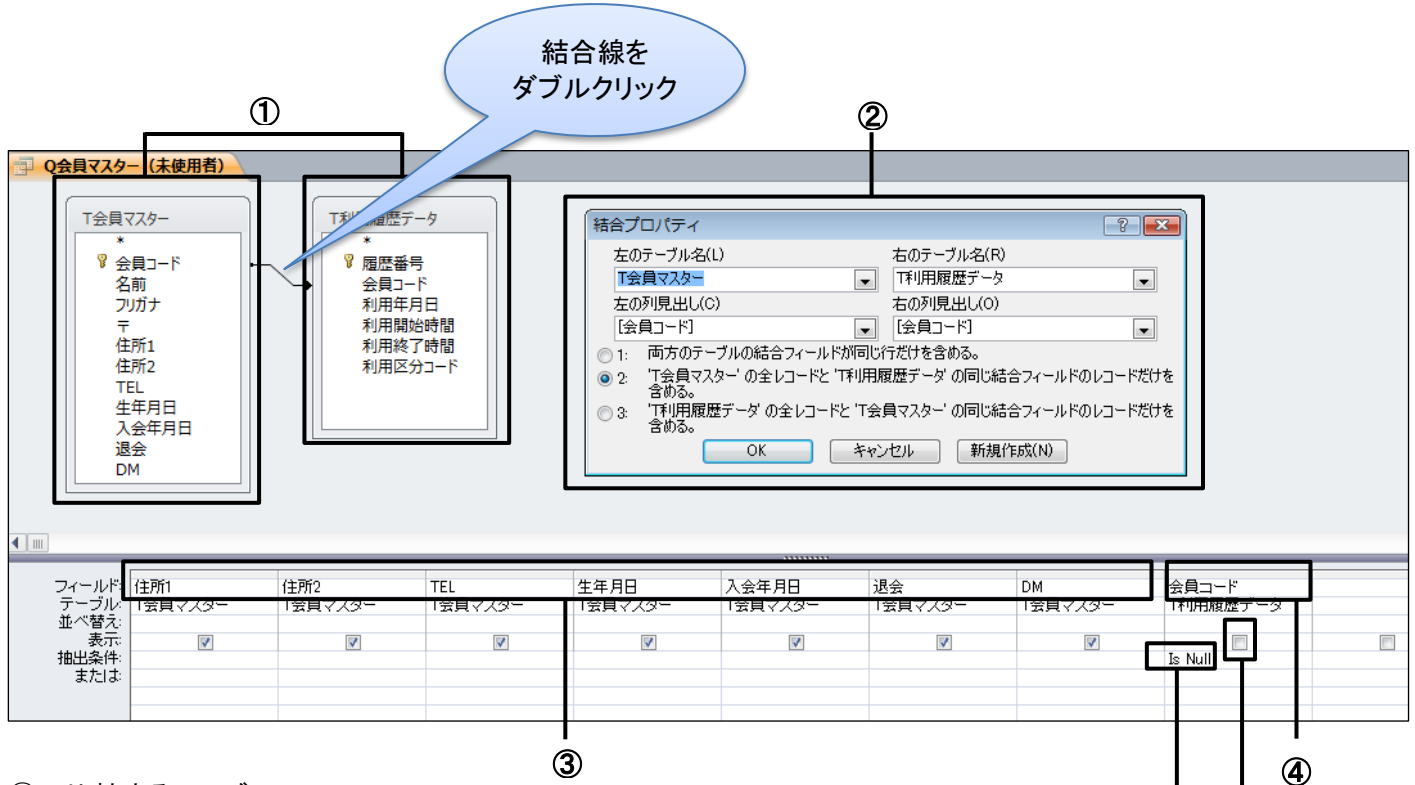 結合線を
ダブルクリック
①
②
Q会員マスター (未使用者)
T会員マスター
*
会員コード
名前
フリガナ
〒
住所1
住所2
TEL
生年月日
入会年月日
退会
DM
T利用履歴データ
*
履歴番号
会員コード
利用年月日
利用開始時間
利用終了時間
利用区分コード
結合プロパティ
左のテーブル名(L)
右のテーブル名(R)
T会員マスター
T利用履歴データ
左の列見出し(C)
右の列見出し(O)
[会員コード]
[会員コード]
1: 両方のテーブルの結合フィールドが同じ行だけを含める。
2: 'T会員マスター' の全レコードと 'T利用履歴データ' の同じ結合フィールドのレコードだけを
含める。
3: 'T利用履歴データ' の全レコードと 'T会員マスター' の同じ結合フィールドのレコードだけを
含める。
OK
キャンセル
新規作成(N)
フィールド: 住所1 住所2 TEL 生年月日 入会年月日 退会 DM 会員コード
テーブル: T会員マスター T会員マスター T会員マスター T会員マスター T会員マスター T会員マスター T会員マスター T利用履歴データ
並べ替え:
表示:
抽出条件: Is Null
または:
③
④